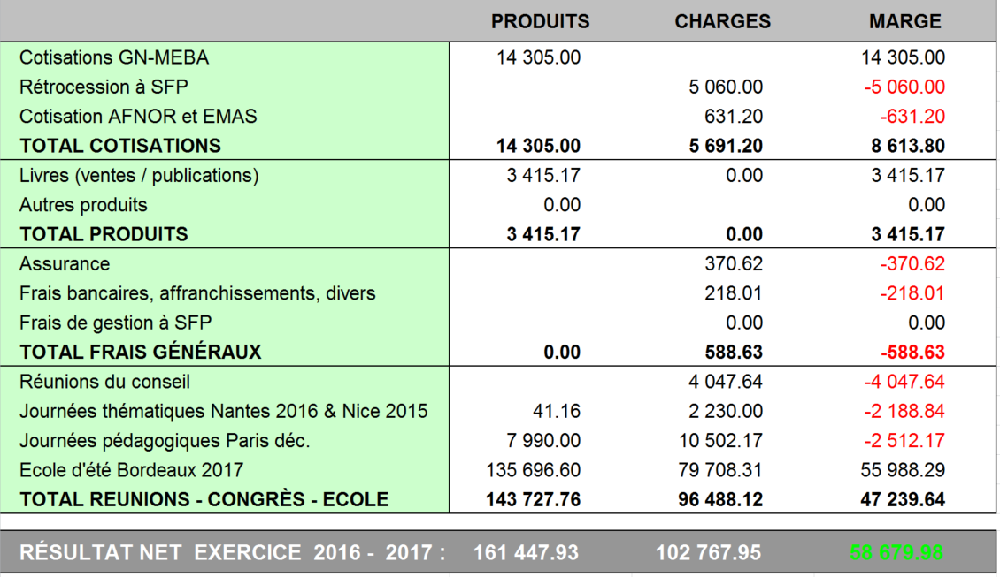 PRODUITS CHARGES MARGE
Cotisations GN-MEBA 14 305.00 14 305.00
Rétrocession à SFP 5 060.00 -5 060.00
Cotisation AFNOR et EMAS 631.20 -631.20
TOTAL COTISATIONS 14 305.00 5 691.20 8 613.80
Livres (ventes / publications) 3 415.17 0.00 3 415.17
Autres produits 0.00 0.00
TOTAL PRODUITS 3 415.17 0.00 3 415.17
Assurance 370.62 -370.62
Frais bancaires, affranchissements, divers 218.01 -218.01
Frais de gestion à SFP 0.00 0.00
TOTAL FRAIS GÉNÉRAUX 0.00 588.63 -588.63
Réunions du conseil 4 047.64 -4 047.64
Journées thématiques Nantes 2016 & Nice 2015 41.16 2 230.00 -2 188.84
Journées pédagogiques Paris déc. 7 990.00 10 502.17 -2 512.17
Ecole d'été Bordeaux 2017 135 696.60 79 708.31 55 988.29
TOTAL REUNIONS - CONGRÈS - ECOLE 143 727.76 96 488.12 47 239.64
RÉSULTAT NET EXERCICE 2016 - 2017 : 161 447.93 102 767.95 58 679.98